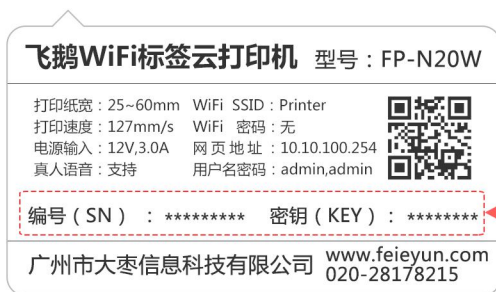 飞鹅WiFi标签云打印机 型号：FP-N20W
打印纸宽：25~60mm WiFi SSID：Printer
打印速度：127mm/s WiFi 密码：无
电源输入：12V,3.0A 网页地址：10.10.100.254
真人语音：支持 用户名密码：admin,admin
编号（SN）：********* 密钥（KEY）：********
广州市大枣信息科技有限公司 www.feieyun.com
020-28178215